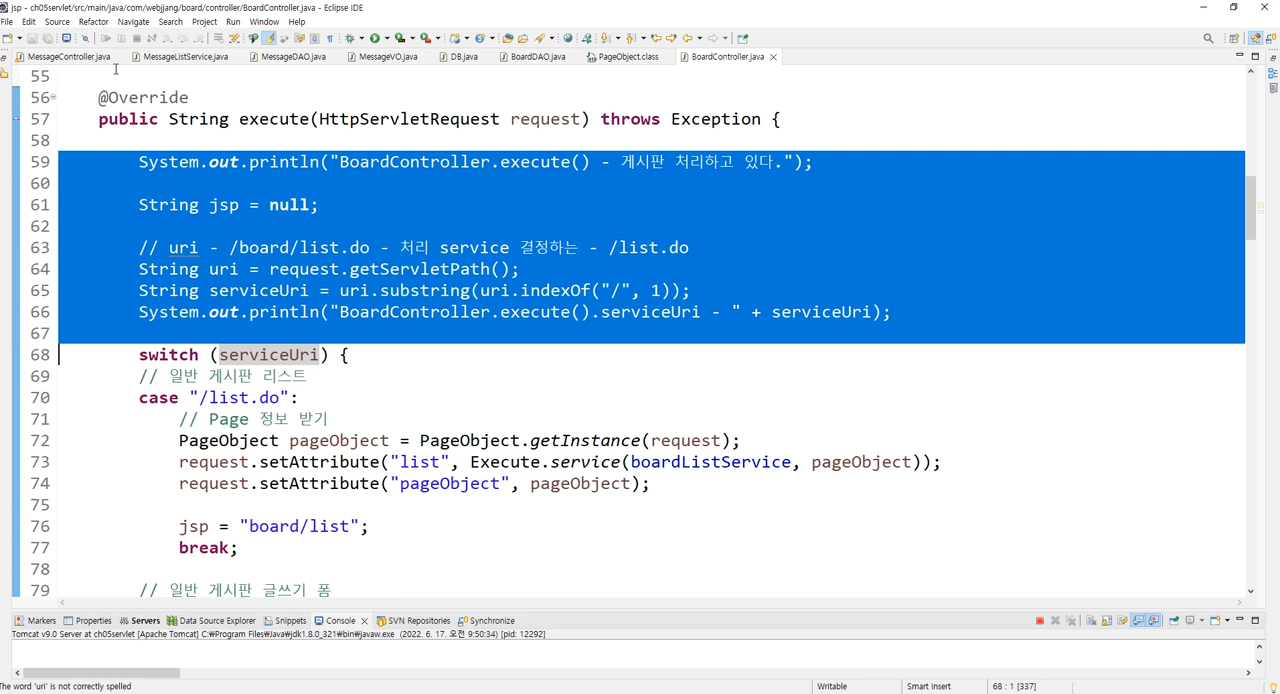 jsp - ch05servlet/src/main/java/com/webjjang/board/controller/BoardController.java - Eclipse IDE
File Edit Source Refactor Navigate Search Project Run Window Help
MessageController.java MessageListService.java MessageDAO.java MessageVO.java DB.java BoardDAO.java PageObject.class BoardController.java
55
56 @Override
57 public String execute(HttpServletRequest request) throws Exception {
58
59 System.out.println("BoardController.execute() - 게시판 처리하고 있다.");
60
61 String jsp = null;
62
63 // uri - /board/list.do - 처리 service 결정하는 - /list.do
64 String uri = request.getServletPath();
65 String serviceUri = uri.substring(uri.indexOf("/", 1));
66 System.out.println("BoardController.execute().serviceUri - " + serviceUri);
67
68 switch (serviceUri) {
69 // 일반 게시판 리스트
70 case "/list.do":
71 // Page 정보 받기
72 PageObject pageObject = PageObject.getInstance(request);
73 request.setAttribute("list", Execute.service(boardListService, pageObject));
74 request.setAttribute("pageObject", pageObject);
75
76 jsp = "board/list";
77 break;
78
79 // 일반 게시판 글쓰기 폼
Markers Properties Servers Data Source Explorer Snippets Console SVN Repositories Synchronize
Tomcat v9.0 Server at ch05servlet [Apache Tomcat] C:₩Program Files₩Java₩jdk1.8.0_321₩bin₩javaw.exe (2022. 6. 17. 오전 9:50:34) [pid: 12292]
The word 'uri' is not correctly spelled Writable Smart Insert 68 : 1 [337]